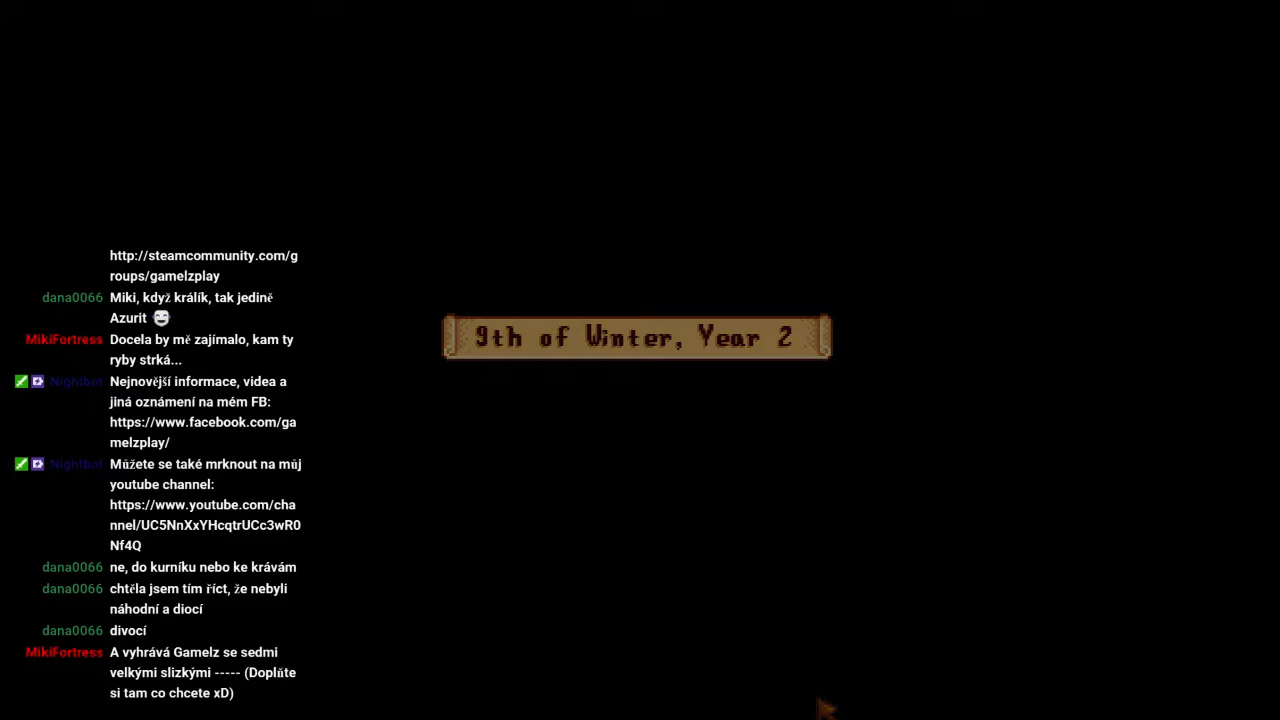 http://steamcommunity.com/g
roups/gamelzplay
dana0066 Miki, když králík, tak jedině
Azurit
MikiFortress Docela by mě zajímalo, kam ty
ryby strká...
Nightbot Nejnovější informace, videa a
jiná oznámení na mém FB:
https://www.facebook.com/ga
melzplay/
Nightbot Můžete se také mrknout na můj
youtube channel:
https://www.youtube.com/cha
nnel/UC5NnXxYHcqtrUCc3wR0
Nf4Q
dana0066 ne, do kurníku nebo ke krávám
dana0066 chtěla jsem tím říct, že nebyli
náhodní a diocí
dana0066 divocí
MikiFortress A vyhrává Gamelz se sedmi
velkými slizkými ----- (Doplňte
si tam co chcete xD)
9th of Winter, Year 2